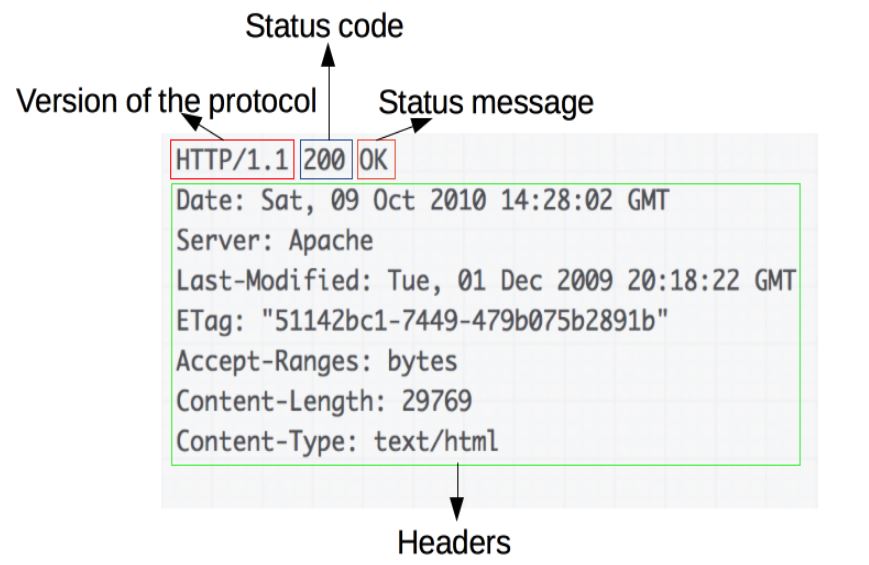 Status code
Version of the protocol
Status message
HTTP/1.1 200 OK
Date: Sat, 09 Oct 2010 14:28:02 GMT
Server: Apache
Last-Modified: Tue, 01 Dec 2009 20:18:22 GMT
ETag: "51142bc1-7449-479b075b2891b"
Accept-Ranges: bytes
Content-Length: 29769
Content-Type: text/html
Headers